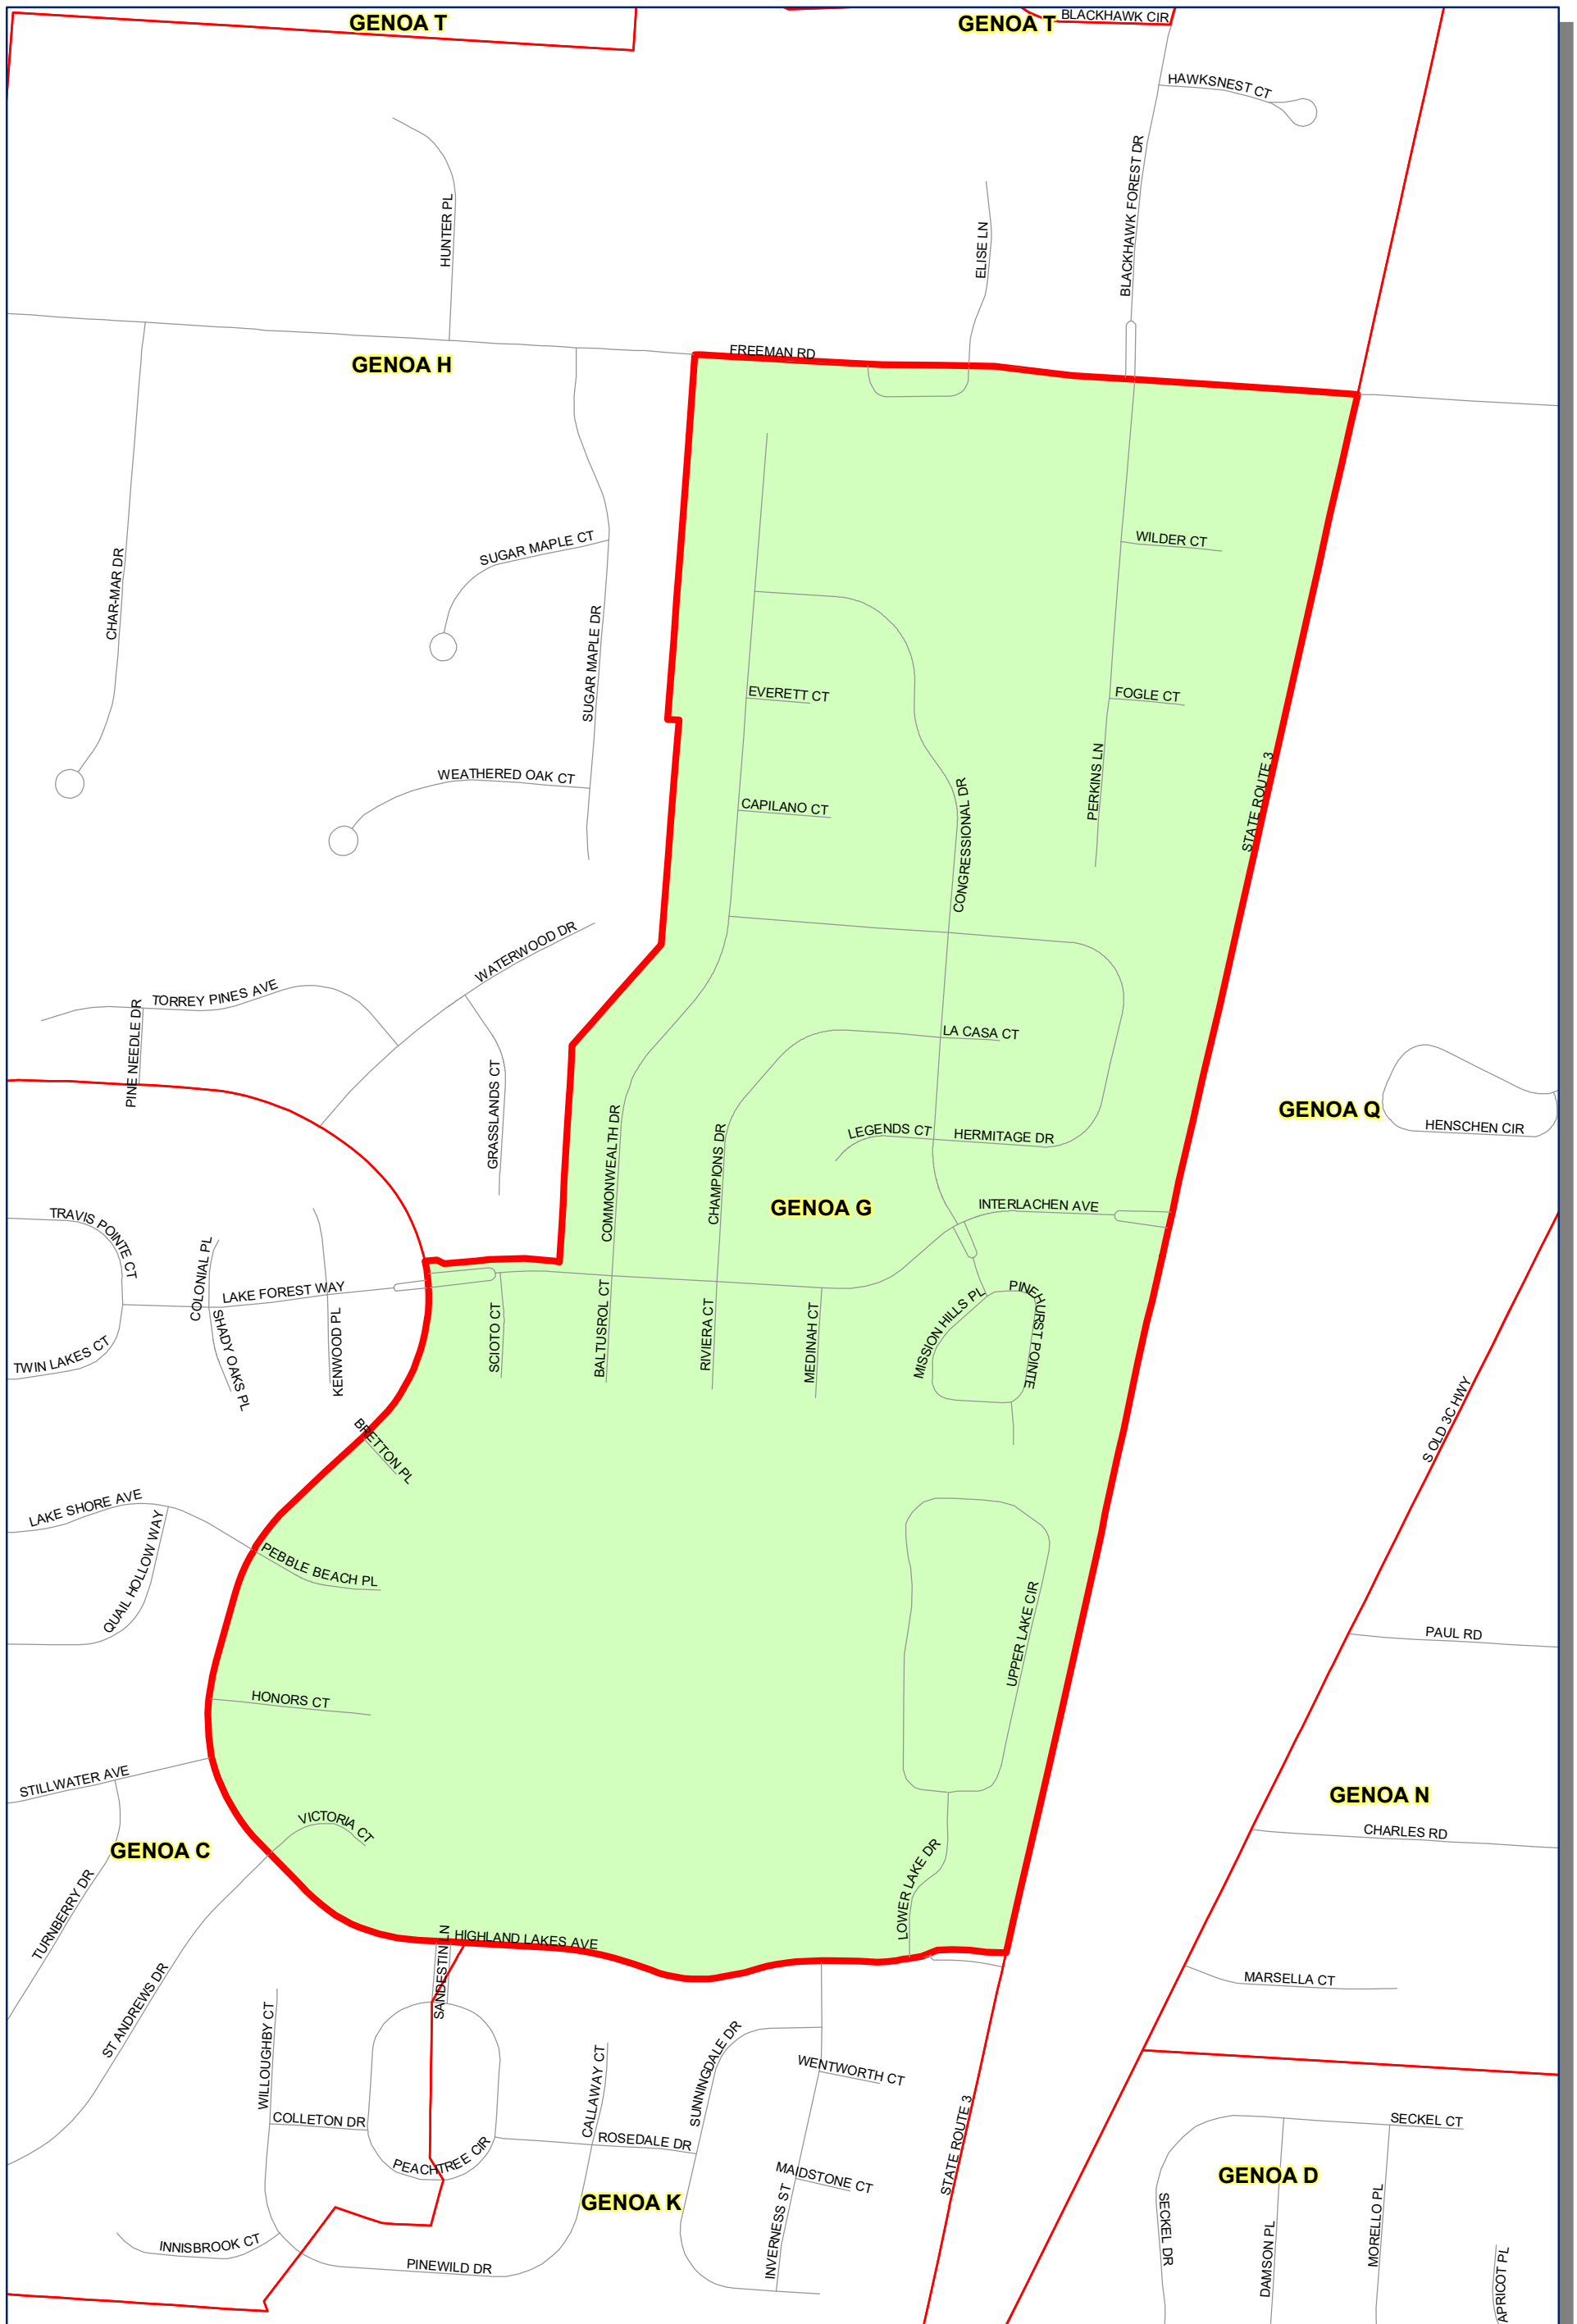 GENOA T
GENOA T
BLACKHAWK CIR
HAWKSNEST CT
HUNTER PL
ELISE LN
BLACKHAWK FOREST DR
FREEMAN RD
GENOA H
CHAR-MAR DR
SUGAR MAPLE CT
SUGAR MAPLE DR
WILDER CT
EVERETT CT
FOGLE CT
WEATHERED OAK CT
CAPILANO CT
CONGRESSIONAL DR
PERKINS LN
STATE ROUTE 3
WATERWOOD DR
TORREY PINES AVE
PINE NEEDLE DR
GRASSLANDS CT
LA CASA CT
COMMONWEALTH DR
CHAMPIONS DR
LEGENDS CT
HERMITAGE DR
GENOA Q
HENSCHEN CIR
GENOA G
INTERLACHEN AVE
TRAVIS POINTE CT
COLONIAL PL
LAKE FOREST WAY
SHADY OAKS PL
KENWOOD PL
TWIN LAKES CT
SCIOTO CT
BALTUSROL CT
RIVIERA CT
MEDINAH CT
MISSION HILLS PL
PINEHURST POINTE
BRETTON PL
S OLD 3C HWY
LAKE SHORE AVE
QUAIL HOLLOW WAY
PEBBLE BEACH PL
UPPER LAKE CIR
PAUL RD
HONORS CT
STILLWATER AVE
GENOA N
VICTORIA CT
CHARLES RD
GENOA C
TURNBERRY DR
LOWER LAKE DR
HIGHLAND LAKES AVE
SANDESTIN LN
ST ANDREWS DR
MARSELLA CT
WILLOUGHBY CT
SUNNINGDALE DR
CALLAWAY CT
WENTWORTH CT
COLLETON DR
ROSEDALE DR
PEACHTREE CIR
MAIDSTONE CT
STATE ROUTE 3
SECKEL CT
GENOA D
GENOA K
INVERNESS ST
SECKEL DR
DAMSON PL
MORELLO PL
APRICOT PL
INNISBROOK CT
PINEWILD DR